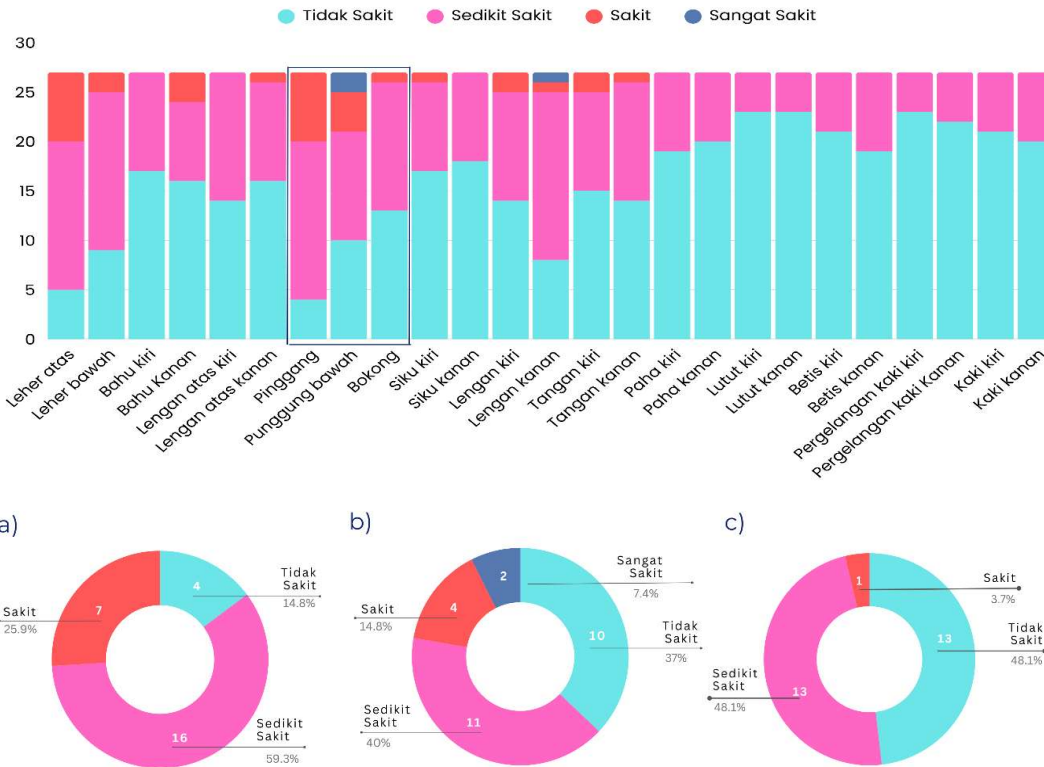 Tidak Sakit Sedikit Sakit Sakit Sangat Sakit
30
25
20
15
10
5
0
Leher atas
Leher bawah
Bahu kiri
Bahu Kanan
Lengan atas kiri
Lengan atas kanan
Pinggang
Punggung bawah
Bokong
Siku kiri
Siku kanan
Lengan kiri
Lengan kanan
Tangan kiri
Tangan kanan
Paha kiri
Paha kanan
Lutut kiri
Lutut kanan
Betis kiri
Betis kanan
Pergelangan kaki kiri
Pergelangan kaki Kanan
Kaki kiri
Kaki kanan
a)
4
Tidak
Sakit
14.8%
7
Sakit
25.9%
16
Sedikit
Sakit
59.3%
b)
2
Sangat
Sakit
7.4%
4
Sakit
14.8%
10
Tidak
Sakit
37%
11
Sedikit
Sakit
40%
c)
1
Sakit
3.7%
13
Tidak
Sakit
48.1%
Sedikit
Sakit
13
48.1%